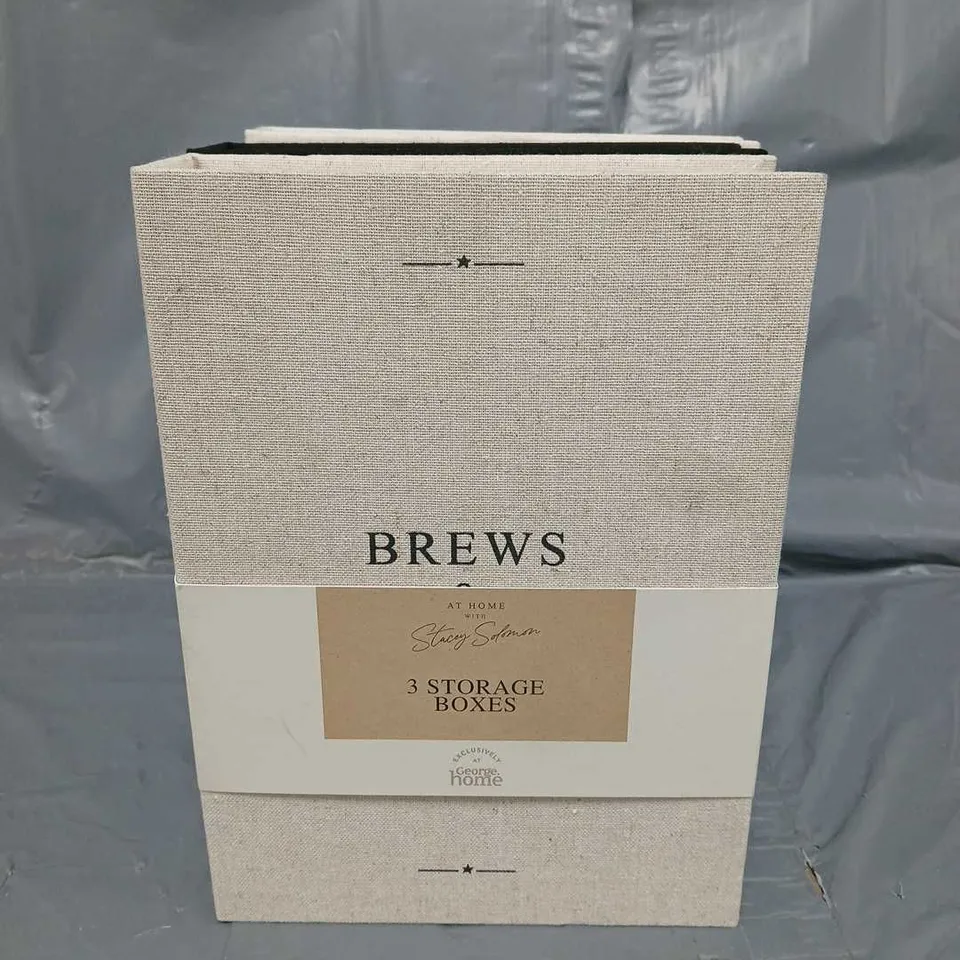 BREWS
AT HOME
WITH
Stacey Solomon
3 STORAGE
BOXES
EXCLUSIVELY
AT
George.
home